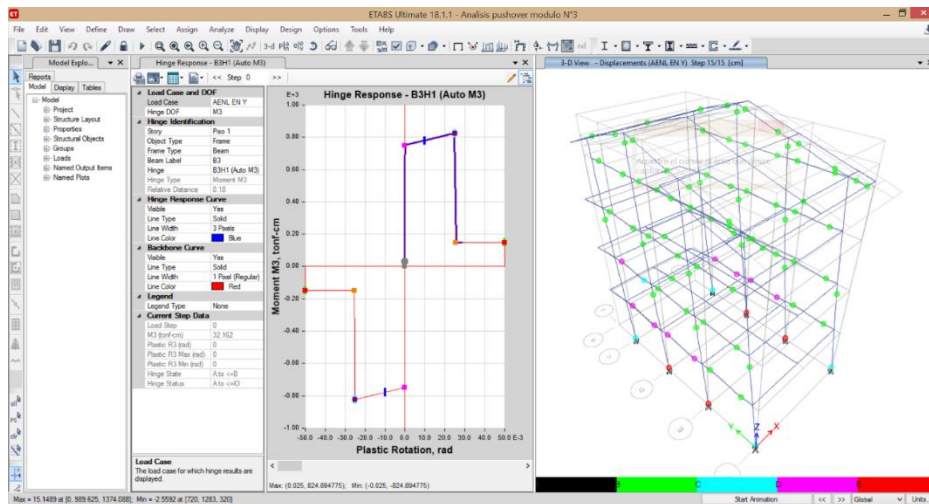 ETABS Ultimate 18.1.1 - Analisis pushover modulo N°3
File Edit View Define Draw Select Assign Analyze Display Design Options Tools Help
Model Explo...
Reports
Model Display Tables
Model
Project
Structure Layout
Properties
Structural Objects
Groups
Loads
Named Output Items
Named Plots
Hinge Response - B3H1 (Auto M3)
<< Step 0 >>
Load Case and DOF
Load Case AENL EN Y
Hinge DOF M3
Hinge Identification
Story Piso 1
Object Type Frame
Frame Type Beam
Beam Label B3
Hinge B3H1 (Auto M3)
Hinge Type Moment M3
Relative Distance 0.10
Hinge Response Curve
Visible Yes
Line Type Solid
Line Width 3 Pixels
Line Color Blue
Backbone Curve
Visible Yes
Line Type Solid
Line Width 1 Pixel (Regular)
Line Color Red
Legend
Legend Type None
Current Step Data
Load Step 0
M3 (tonf-cm) 32.162
Plastic R3 (rad) 0
Plastic R3 Max (rad) 0
Plastic R3 Min (rad) 0
Hinge State A to <=B
Hinge Status A to <=IO
Load Case
The load case for which hinge results are displayed.
E+3
Hinge Response - B3H1 (Auto M3)
1.00
0.80
0.60
0.40
0.20
0.00
-0.20
-0.40
-0.60
-0.80
-1.00
Moment M3, tonf-cm
-50.0 -40.0 -30.0 -20.0 -10.0 0.0 10.0 20.0 30.0 40.0 50.0 E-3
Plastic Rotation, rad
Max: (0.025, 824.894775); Min: (-0.025, -824.894775)
3-D View - Displacements (AENL EN Y) Step 15/15 [cm]
Z
Y
X
B
C
D
E
Max = 15.1489 at [0, 989.625, 1374.088]; Min = -2.5592 at [720, 1283, 320]
Start Animation
<< >>
Global
Units...